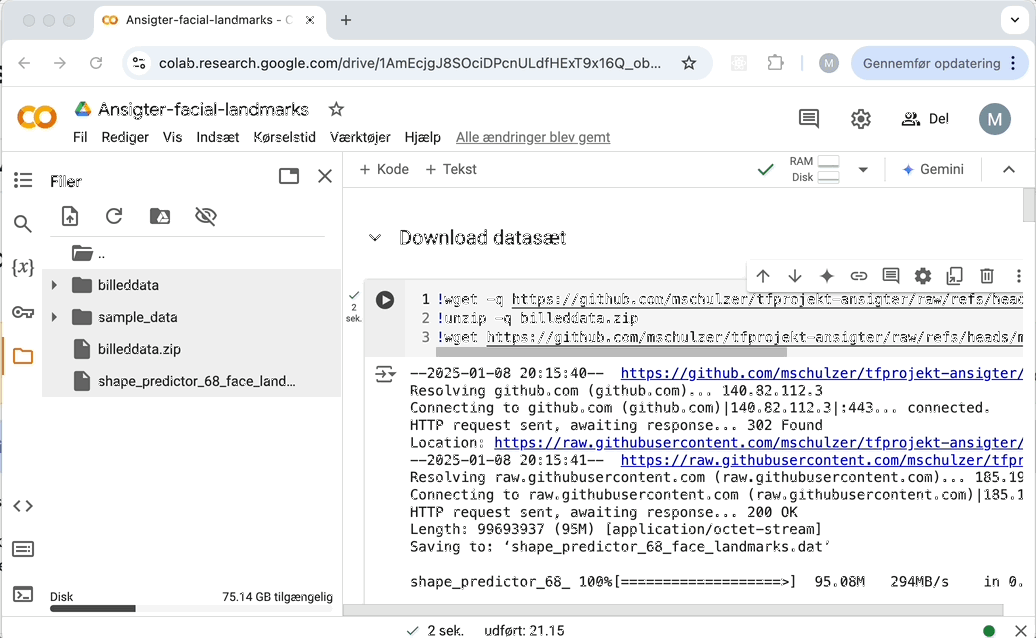 Ansigter-facial-landmarks - C
colab.research.google.com/drive/1AmEcjgJ8SOciDPcnULdfHExT9x16Q_ob...
M
Gennemfør opdatering
Ansigter-facial-landmarks
Fil Rediger Vis Indsæt Kørselstid Værktøjer Hjælp Alle ændringer blev gemt
Del
M
Filer
+ Kode + Tekst
RAM
Disk
Gemini
..
billeddata
sample_data
billeddata.zip
shape_predictor_68_face_land...
{x}
Disk
75.14 GB tilgængelig
Download datasæt
2
sek.
1 !wget -q https://github.com/mschulzer/tfprojekt-ansigter/raw/refs/head
2 !unzip -q billeddata.zip
3 !wget https://github.com/mschulzer/tfprojekt-ansigter/raw/refs/heads/m
--2025-01-08 20:15:40-- https://github.com/mschulzer/tfprojekt-ansigter/
Resolving github.com (github.com)... 140.82.112.3
Connecting to github.com (github.com)|140.82.112.3|:443... connected.
HTTP request sent, awaiting response... 302 Found
Location: https://raw.githubusercontent.com/mschulzer/tfprojekt-ansigter/
--2025-01-08 20:15:41-- https://raw.githubusercontent.com/mschulzer/tfpr
Resolving raw.githubusercontent.com (raw.githubusercontent.com)... 185.19
Connecting to raw.githubusercontent.com (raw.githubusercontent.com)|185.1
HTTP request sent, awaiting response... 200 OK
Length: 99693937 (95M) [application/octet-stream]
Saving to: ‘shape_predictor_68_face_landmarks.dat’
shape_predictor_68_ 100%[===================>] 95.08M 294MB/s in 0.
2 sek. udført: 21.15